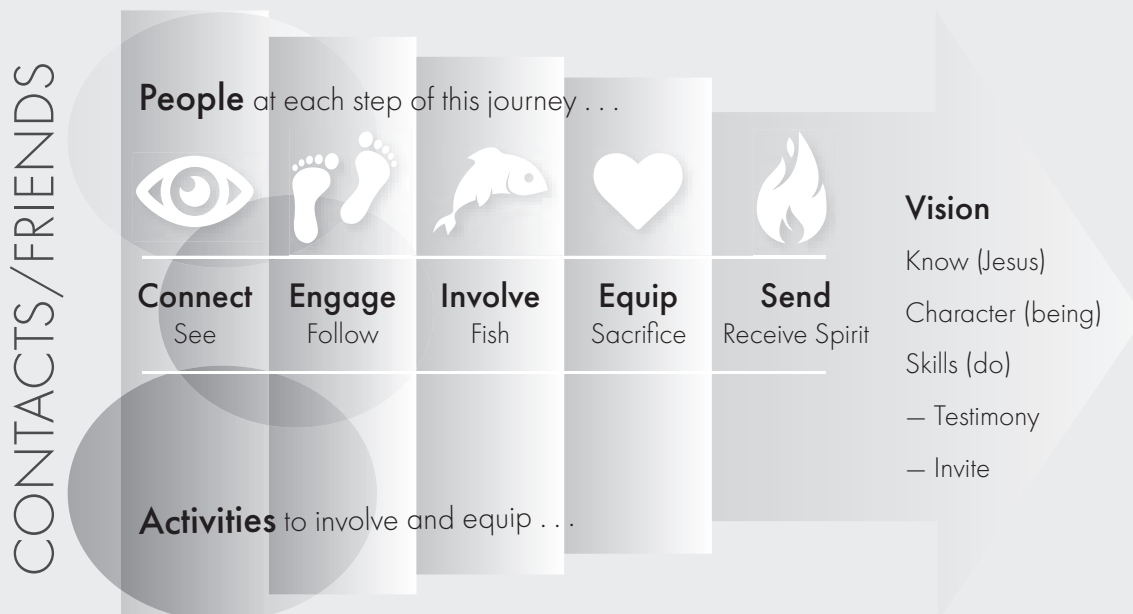 CONTACTS/FRIENDS
People at each step of this journey . . .
Connect
See
Engage
Follow
Involve
Fish
Equip
Sacrifice
Send
Receive Spirit
Activities to involve and equip . . .
Vision
Know (Jesus)
Character (being)
Skills (do)
— Testimony
— Invite